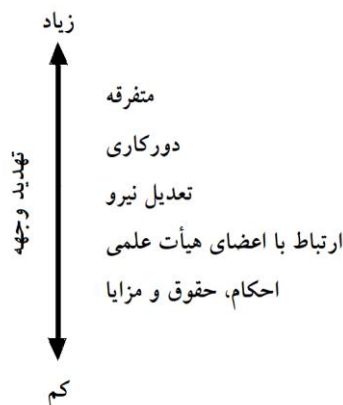 زیاد
متفرقه
دورکاری
تعدیل نیرو
ارتباط با اعضای هیأت علمی
احکام، حقوق و مزایا
تهدید وجهه
کم